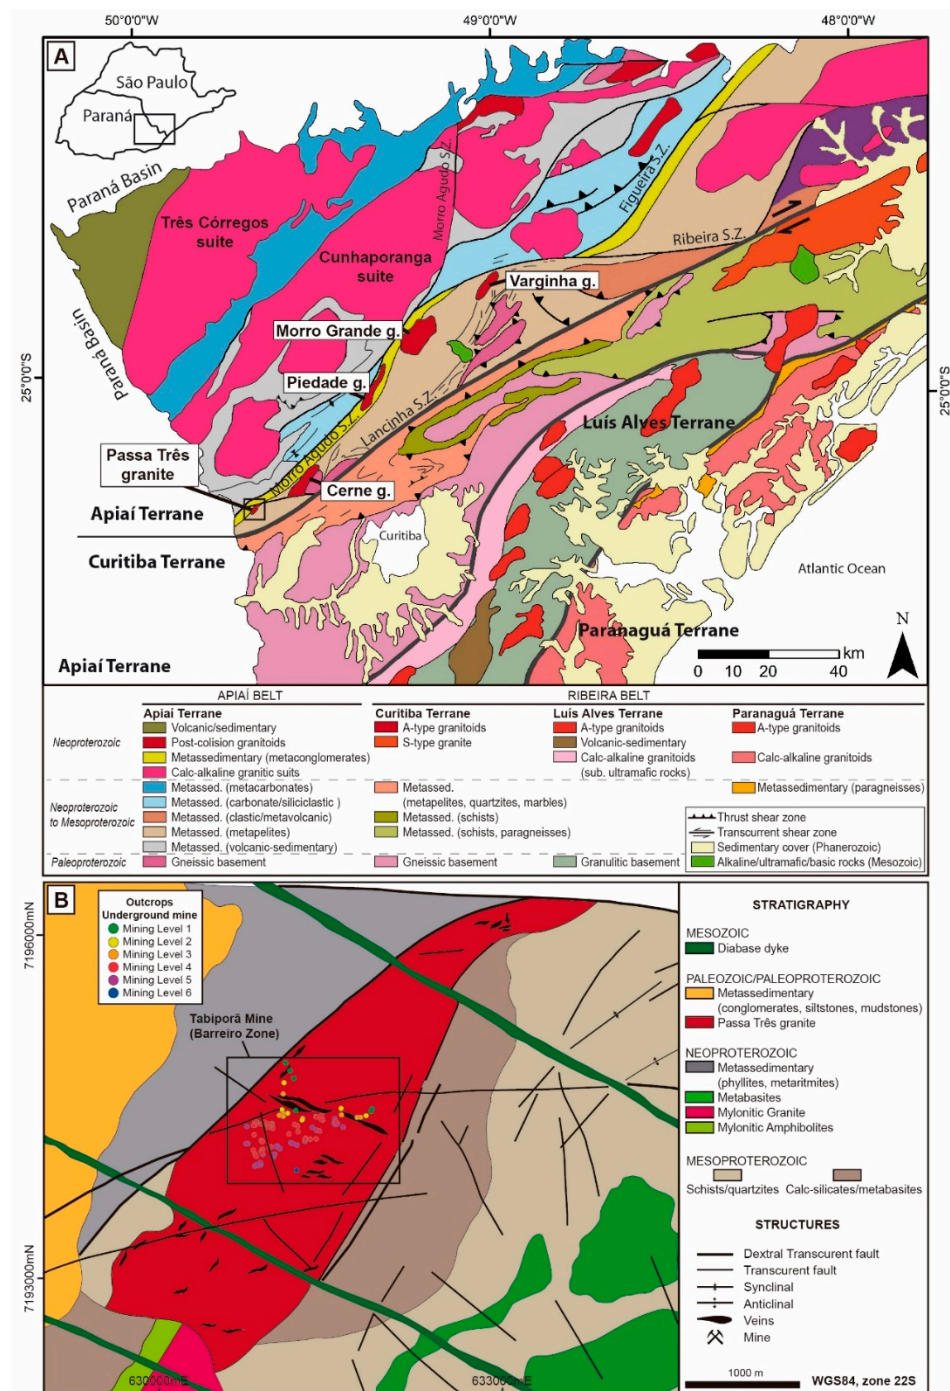 50°0'0"W
49°0'0"W
48°0'0"W
A
São Paulo
Paraná
Paraná Basin
Três Córregos
suite
Cunhaporanga
suite
Morro Agudo S.Z.
Figueira S.Z.
Ribeira S.Z.
Varginha g.
Morro Grande g.
Paraná Basin
25°0'0"S
25°0'0"S
Piedade g.
Lancinha S.Z.
Luís Alves Terrane
Passa Três
granite
Morro Agudo S.Z.
Cerne g.
Apiaí Terrane
Curitiba
Curitiba Terrane
Atlantic Ocean
Paranaguá Terrane
N
Apiaí Terrane
km
0 10 20 40
APIAÍ BELT
RIBEIRA BELT
Apiaí Terrane
Curitiba Terrane
Luís Alves Terrane
Paranaguá Terrane
Neoproterozoic
Volcanic/sedimentary
Post-colision granitoids
Metassedimentary (metaconglomerates)
Calc-alkaline granitic suits
A-type granitoids
S-type granite
A-type granitoids
Volcanic-sedimentary
Calc-alkaline granitoids
(sub. ultramafic rocks)
A-type granitoids
Calc-alkaline granitoids
Neoproterozoic
to Mesoproterozoic
Metassed. (metacarbonates)
Metassed. (carbonate/siliciclastic )
Metassed. (clastic/metavolcanic)
Metassed. (metapelites)
Metassed. (volcanic-sedimentary)
Metassed.
(metapelites, quartzites, marbles)
Metassed. (schists)
Metassed. (schists, paragneisses)
Metassedimentary (paragneisses)
Paleoproterozoic
Gneissic basement
Gneissic basement
Granulitic basement
Thrust shear zone
Transcurrent shear zone
Sedimentary cover (Phanerozoic)
Alkaline/ultramafic/basic rocks (Mesozoic)
B
Outcrops
Underground mine
Mining Level 1
Mining Level 2
Mining Level 3
Mining Level 4
Mining Level 5
Mining Level 6
7196000mN
Tabiporã Mine
(Barreiro Zone)
7193000mN
630000mE
633000mE
STRATIGRAPHY
MESOZOIC
Diabase dyke
PALEOZOIC/PALEOPROTEROZOIC
Metassedimentary
(conglomerates, siltstones, mudstones)
Passa Três granite
NEOPROTEROZOIC
Metassedimentary
(phyllites, metaritmites)
Metabasites
Mylonitic Granite
Mylonitic Amphibolites
MESOPROTEROZOIC
Schists/quartzites
Calc-silicates/metabasites
STRUCTURES
Dextral Transcurent fault
Transcurent fault
Synclinal
Anticlinal
Veins
Mine
1000 m
WGS84, zone 22S